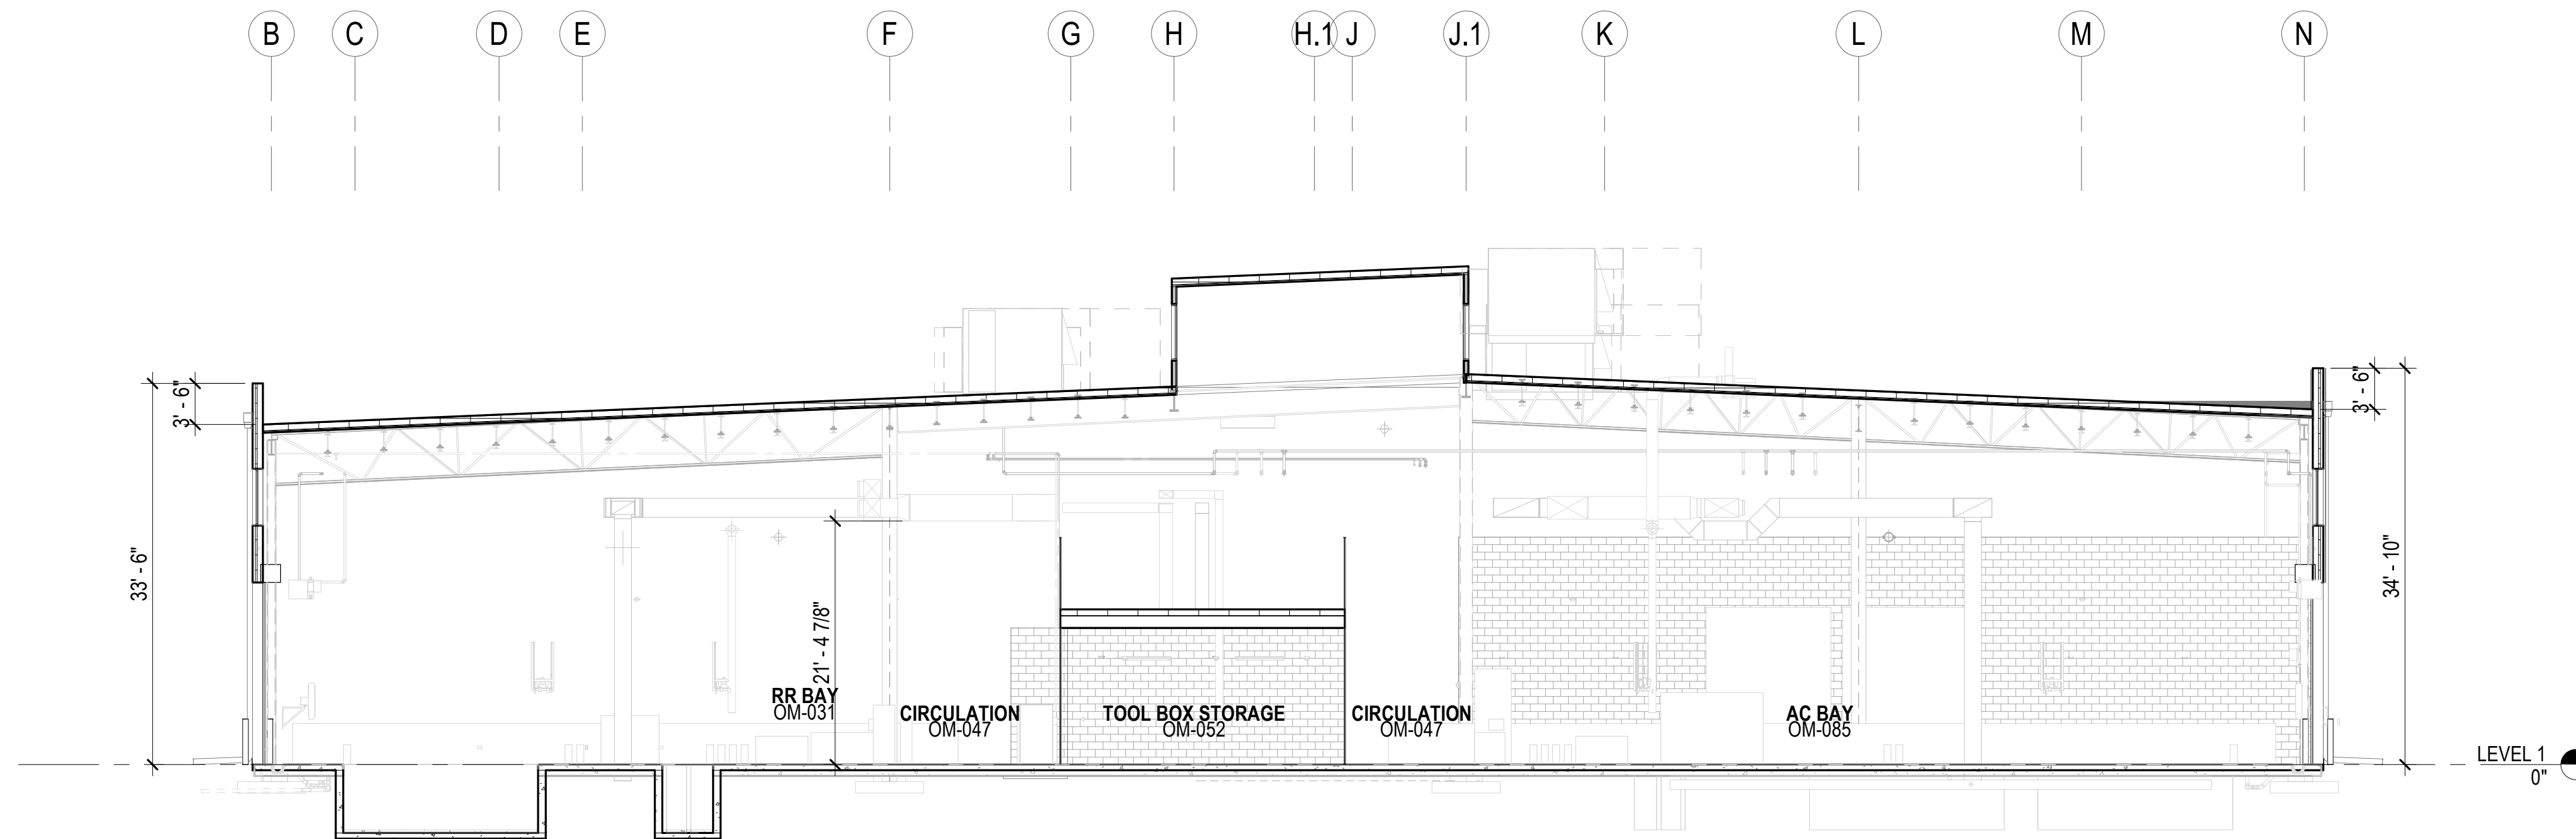 B
C
D
E
F
G
H
H.1
J
J.1
K
L
M
N
3' - 6"
33' - 6"
21' - 4 7/8"
3' - 6"
34' - 10"
RR BAY
OM-031
CIRCULATION
OM-047
TOOL BOX STORAGE
OM-052
CIRCULATION
OM-047
AC BAY
OM-085
LEVEL 1
0"